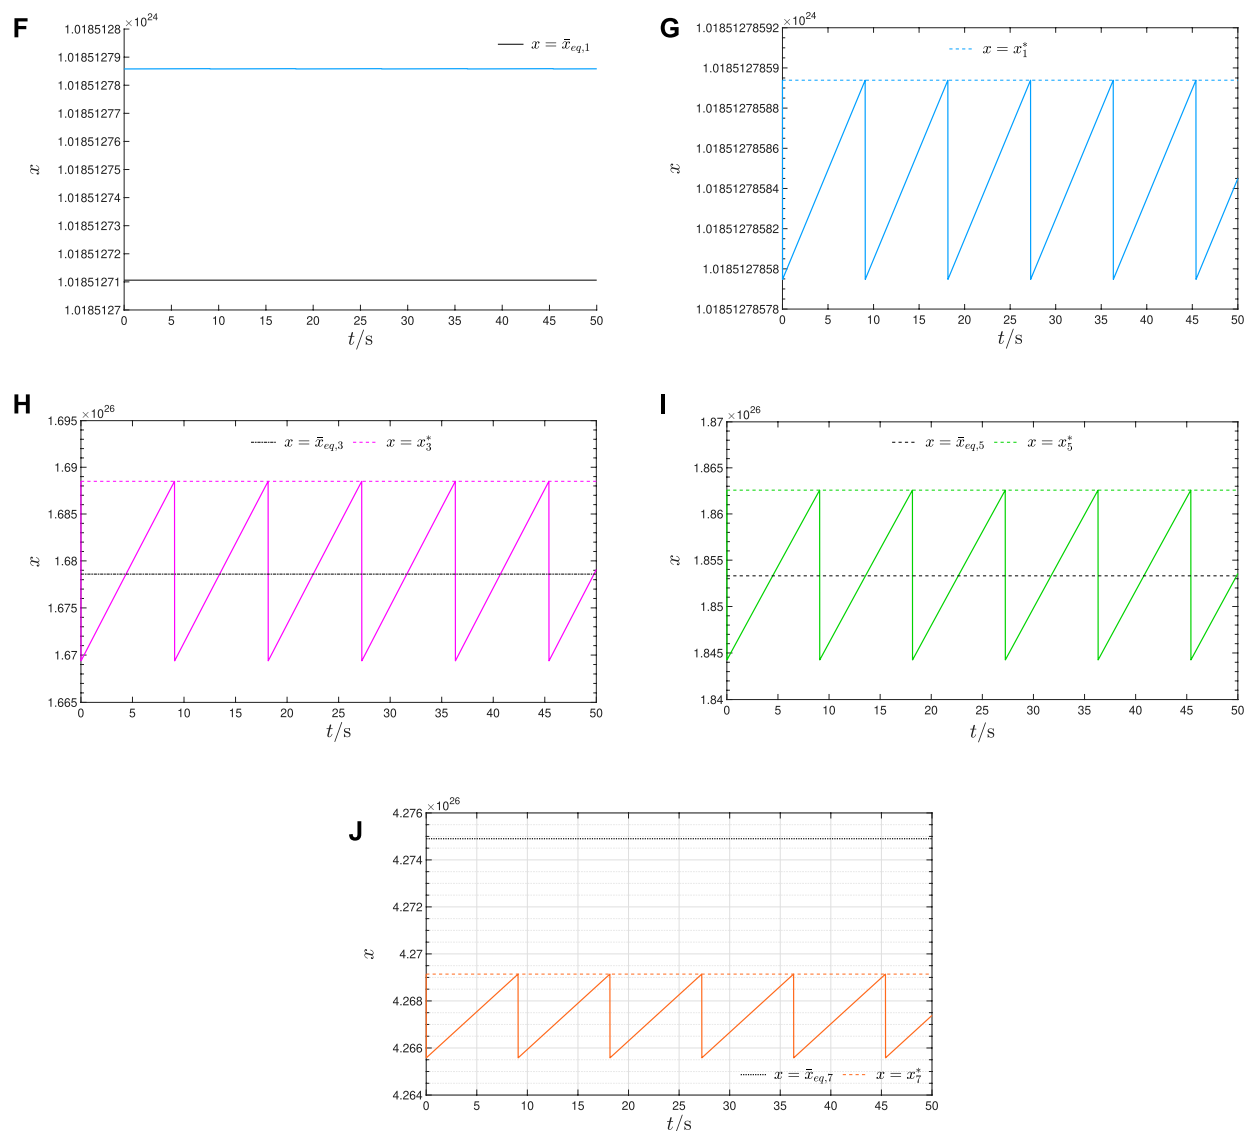 F
×10^24
1.0185128
1.01851279
1.01851278
1.01851277
1.01851276
1.01851275
1.01851274
1.01851273
1.01851272
1.01851271
1.0185127
x
x = x̄_eq,1
0 5 10 15 20 25 30 35 40 45 50
t/s
G
×10^24
1.01851278592
1.0185127859
1.01851278588
1.01851278586
1.01851278584
1.01851278582
1.0185127858
1.01851278578
x
x = x_1^*
0 5 10 15 20 25 30 35 40 45 50
t/s
H
×10^26
1.695
1.69
1.685
1.68
1.675
1.67
1.665
x
x = x̄_eq,3 x = x_3^*
0 5 10 15 20 25 30 35 40 45 50
t/s
I
×10^26
1.87
1.865
1.86
1.855
1.85
1.845
1.84
x
x = x̄_eq,5 x = x_5^*
0 5 10 15 20 25 30 35 40 45 50
t/s
J
×10^26
4.276
4.274
4.272
4.27
4.268
4.266
4.264
x
x = x̄_eq,7 x = x_7^*
0 5 10 15 20 25 30 35 40 45 50
t/s